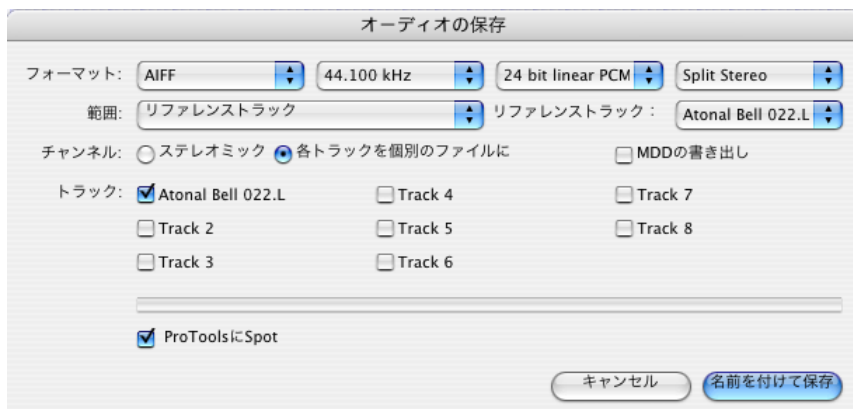 オーディオの保存
フォーマット: AIFF 44.100 kHz 24 bit linear PCM Split Stereo
範囲: リファレンストラック リファレンストラック： Atonal Bell 022.L
チャンネル: ステレオミック 各トラックを個別のファイルに MDDの書き出し
トラック: Atonal Bell 022.L Track 4 Track 7
Track 2 Track 5 Track 8
Track 3 Track 6
ProToolsにSpot
キャンセル 名前を付けて保存